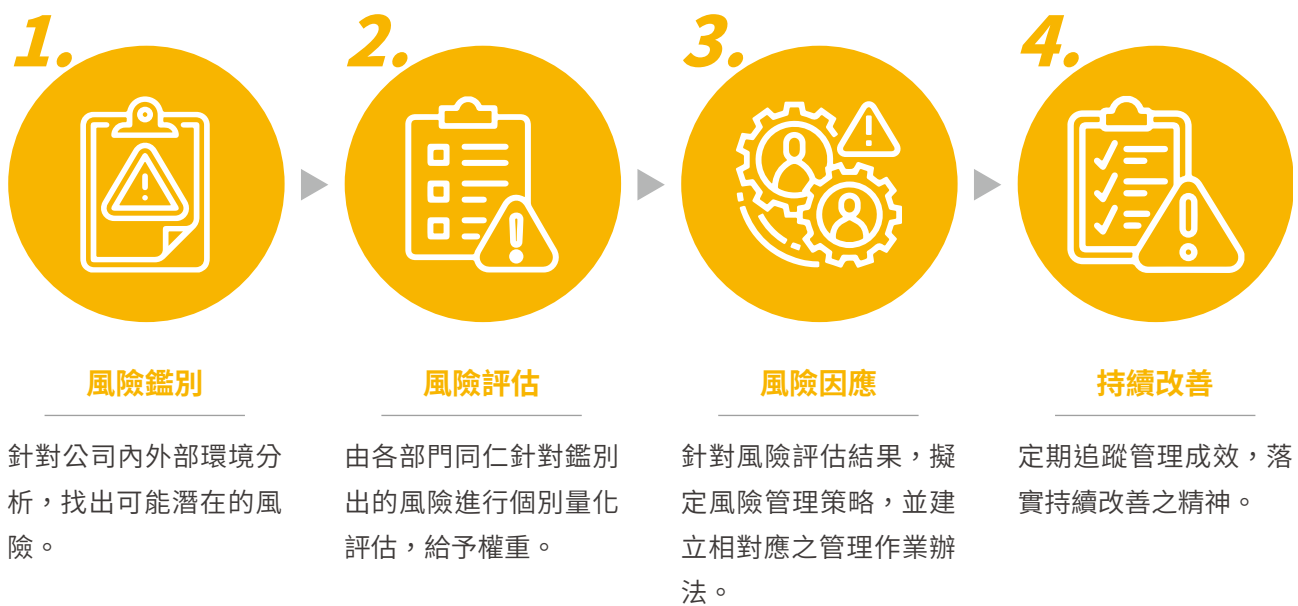 1.
風險鑑別
針對公司內外部環境分
析，找出可能潛在的風
險。
2.
風險評估
由各部門同仁針對鑑別
出的風險進行個別量化
評估，給予權重。
3.
風險因應
針對風險評估結果，擬
定風險管理策略，並建
立相對應之管理作業辦
法。
4.
持續改善
定期追蹤管理成效，落
實持續改善之精神。